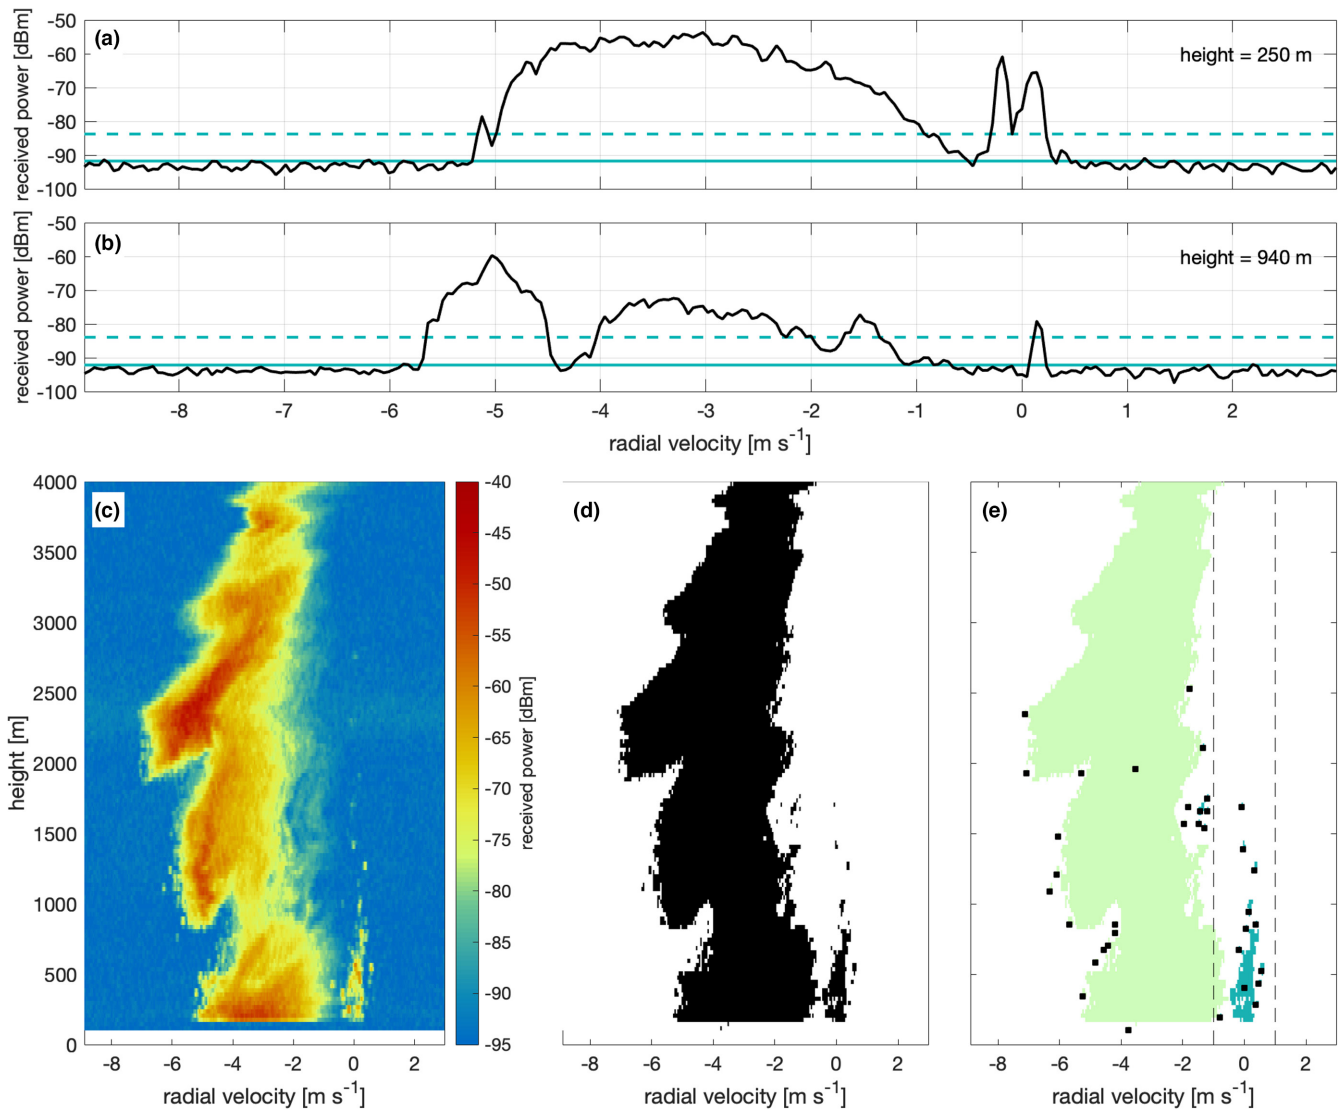 (a)
height = 250 m
received power [dBm]
-50
-60
-70
-80
-90
-100
(b)
height = 940 m
received power [dBm]
-50
-60
-70
-80
-90
-100
-8 -7 -6 -5 -4 -3 -2 -1 0 1 2
radial velocity [m s⁻¹]
(c)
height [m]
4000
3500
3000
2500
2000
1500
1000
500
0
-8 -6 -4 -2 0 2
radial velocity [m s⁻¹]
-40
-45
-50
-55
-60
-65
-70
-75
-80
-85
-90
-95
received power [dBm]
(d)
-8 -6 -4 -2 0 2
radial velocity [m s⁻¹]
(e)
-8 -6 -4 -2 0 2
radial velocity [m s⁻¹]